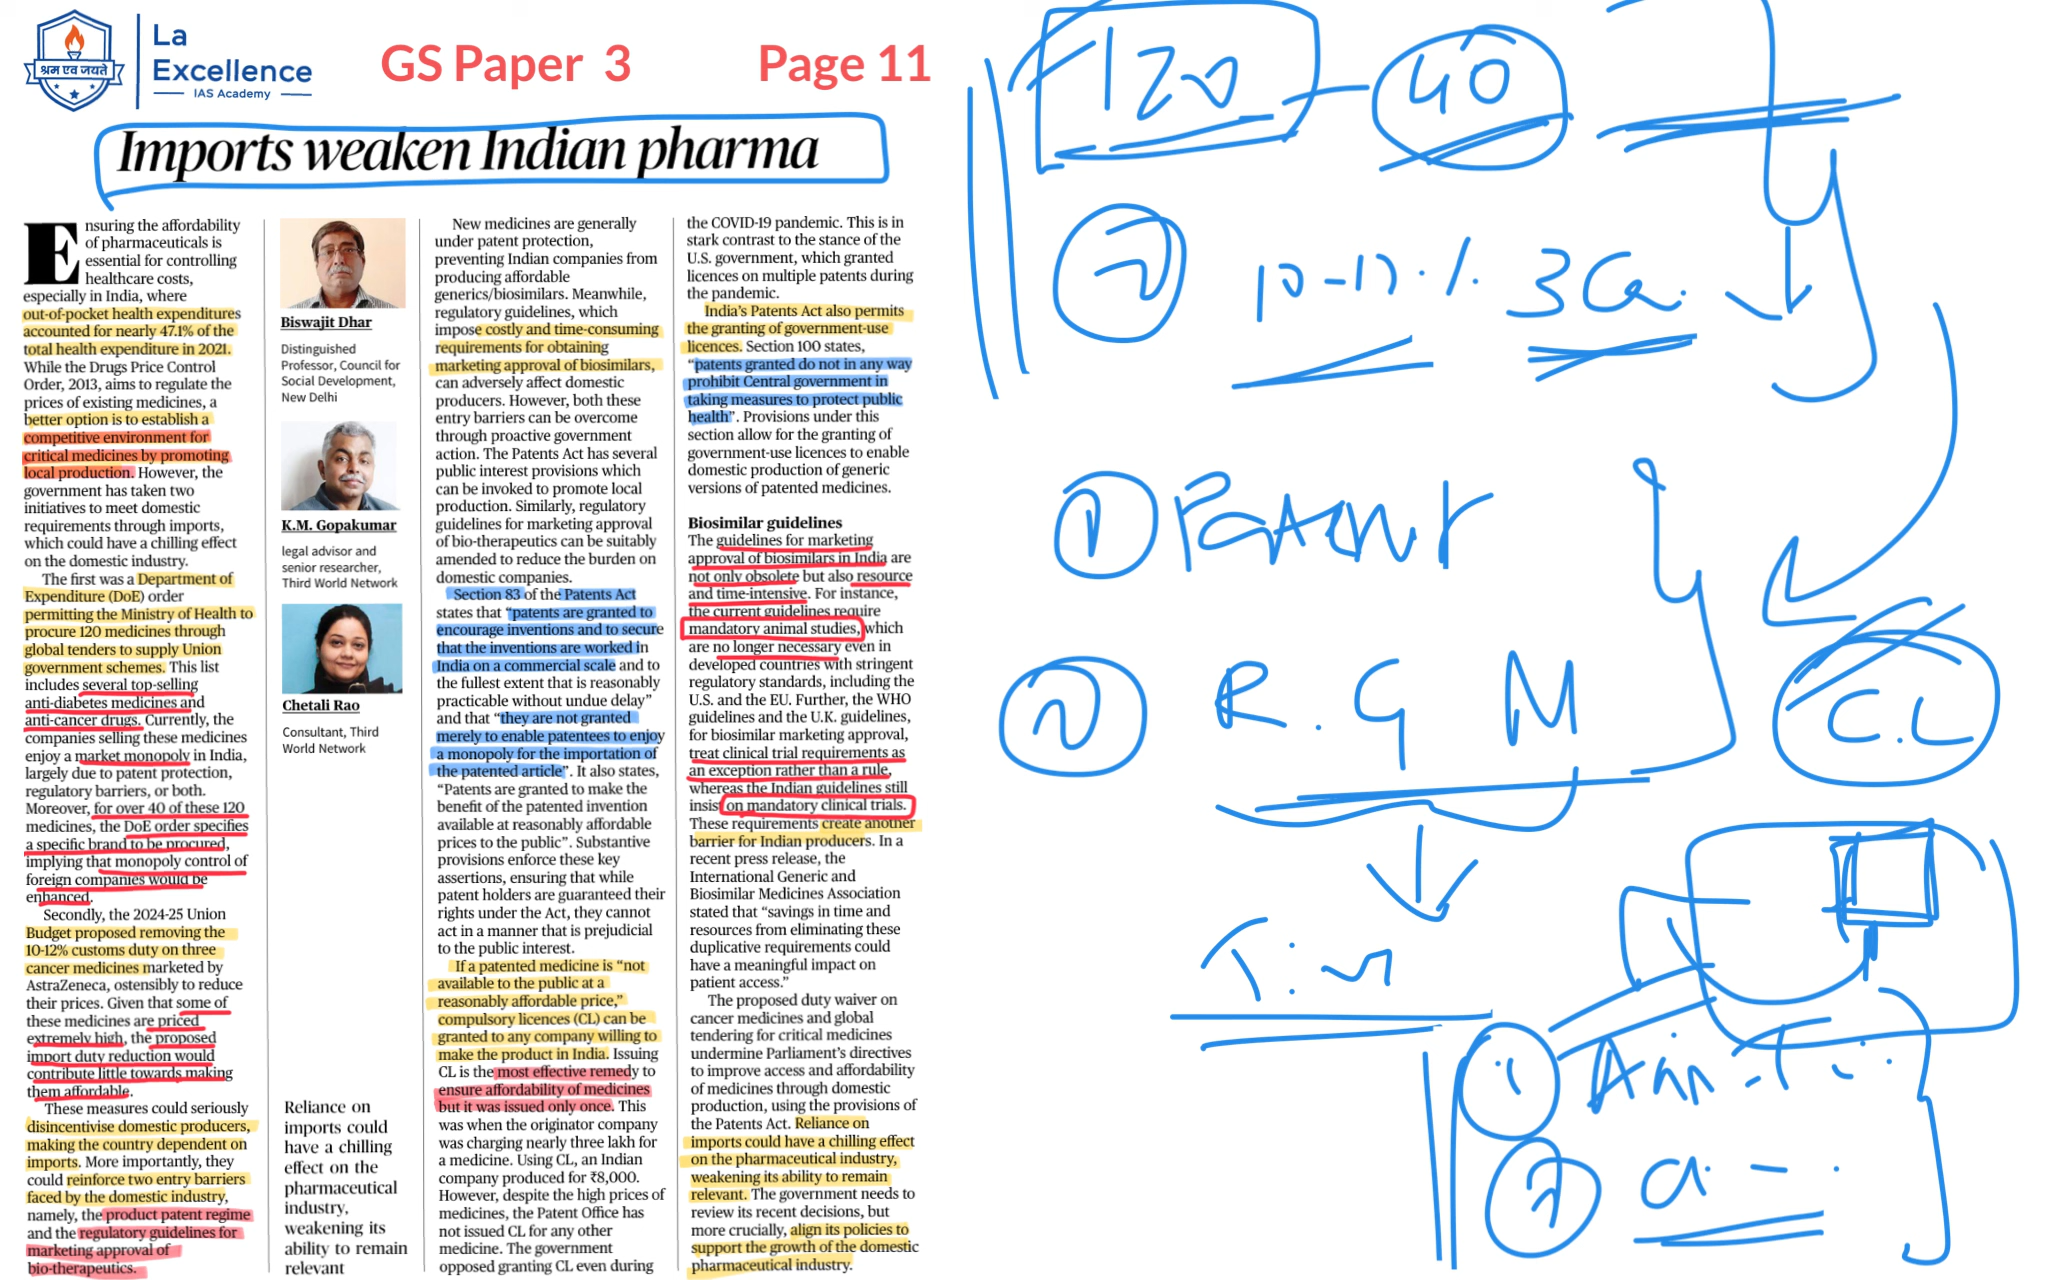 La
Excellence
IAS Academy
श्रम एव जयते
GS Paper 3
Page 11
Imports weaken Indian pharma
Ensuring the affordability
of pharmaceuticals is
essential for controlling
healthcare costs,
especially in India, where
out-of-pocket health expenditures
accounted for nearly 47.1% of the
total health expenditure in 2021.
While the Drugs Price Control
Order, 2013, aims to regulate the
prices of existing medicines, a
better option is to establish a
competitive environment for
critical medicines by promoting
local production. However, the
government has taken two
initiatives to meet domestic
requirements through imports,
which could have a chilling effect
on the domestic industry.
The first was a Department of
Expenditure (DoE) order
permitting the Ministry of Health to
procure 120 medicines through
global tenders to supply Union
government schemes. This list
includes several top-selling
anti-diabetes medicines and
anti-cancer drugs. Currently, the
companies selling these medicines
enjoy a market monopoly in India,
largely due to patent protection,
regulatory barriers, or both.
Moreover, for over 40 of these 120
medicines, the DoE order specifies
a specific brand to be procured,
implying that monopoly control of
foreign companies would be
enhanced.
Secondly, the 2024-25 Union
Budget proposed removing the
10-12% customs duty on three
cancer medicines marketed by
AstraZeneca, ostensibly to reduce
their prices. Given that some of
these medicines are priced
extremely high, the proposed
import duty reduction would
contribute little towards making
them affordable.
These measures could seriously
disincentivise domestic producers,
making the country dependent on
imports. More importantly, they
could reinforce two entry barriers
faced by the domestic industry,
namely, the product patent regime
and the regulatory guidelines for
marketing approval of
bio-therapeutics.
Biswajit Dhar
Distinguished
Professor, Council for
Social Development,
New Delhi
K.M. Gopakumar
legal advisor and
senior researcher,
Third World Network
Chetali Rao
Consultant, Third
World Network
Reliance on
imports could
have a chilling
effect on the
pharmaceutical
industry,
weakening its
ability to remain
relevant
New medicines are generally
under patent protection,
preventing Indian companies from
producing affordable
generics/biosimilars. Meanwhile,
regulatory guidelines, which
impose costly and time-consuming
requirements for obtaining
marketing approval of biosimilars,
can adversely affect domestic
producers. However, both these
entry barriers can be overcome
through proactive government
action. The Patents Act has several
public interest provisions which
can be invoked to promote local
production. Similarly, regulatory
guidelines for marketing approval
of bio-therapeutics can be suitably
amended to reduce the burden on
domestic companies.
Section 83 of the Patents Act
states that “patents are granted to
encourage inventions and to secure
that the inventions are worked in
India on a commercial scale and to
the fullest extent that is reasonably
practicable without undue delay”
and that “they are not granted
merely to enable patentees to enjoy
a monopoly for the importation of
the patented article”. It also states,
“Patents are granted to make the
benefit of the patented invention
available at reasonably affordable
prices to the public”. Substantive
provisions enforce these key
assertions, ensuring that while
patent holders are guaranteed their
rights under the Act, they cannot
act in a manner that is prejudicial
to the public interest.
If a patented medicine is “not
available to the public at a
reasonably affordable price,”
compulsory licences (CL) can be
granted to any company willing to
make the product in India. Issuing
CL is the most effective remedy to
ensure affordability of medicines
but it was issued only once. This
was when the originator company
was charging nearly three lakh for
a medicine. Using CL, an Indian
company produced for ₹8,000.
However, despite the high prices of
medicines, the Patent Office has
not issued CL for any other
medicine. The government
opposed granting CL even during
the COVID-19 pandemic. This is in
stark contrast to the stance of the
U.S. government, which granted
licences on multiple patents during
the pandemic.
India’s Patents Act also permits
the granting of government-use
licences. Section 100 states,
“patents granted do not in any way
prohibit Central government in
taking measures to protect public
health”. Provisions under this
section allow for the granting of
government-use licences to enable
domestic production of generic
versions of patented medicines.
Biosimilar guidelines
The guidelines for marketing
approval of biosimilars in India are
not only obsolete but also resource
and time-intensive. For instance,
the current guidelines require
mandatory animal studies, which
are no longer necessary even in
developed countries with stringent
regulatory standards, including the
U.S. and the EU. Further, the WHO
guidelines and the U.K. guidelines,
for biosimilar marketing approval,
treat clinical trial requirements as
an exception rather than a rule,
whereas the Indian guidelines still
insist on mandatory clinical trials.
These requirements create another
barrier for Indian producers. In a
recent press release, the
International Generic and
Biosimilar Medicines Association
stated that “savings in time and
resources from eliminating these
duplicative requirements could
have a meaningful impact on
patient access.”
The proposed duty waiver on
cancer medicines and global
tendering for critical medicines
undermine Parliament’s directives
to improve access and affordability
of medicines through domestic
production, using the provisions of
the Patents Act. Reliance on
imports could have a chilling effect
on the pharmaceutical industry,
weakening its ability to remain
relevant. The government needs to
review its recent decisions, but
more crucially, align its policies to
support the growth of the domestic
pharmaceutical industry.
120 - 40
2 10-12% 3 Ca.
1 Patent
2 R.G M
C.L
1
2